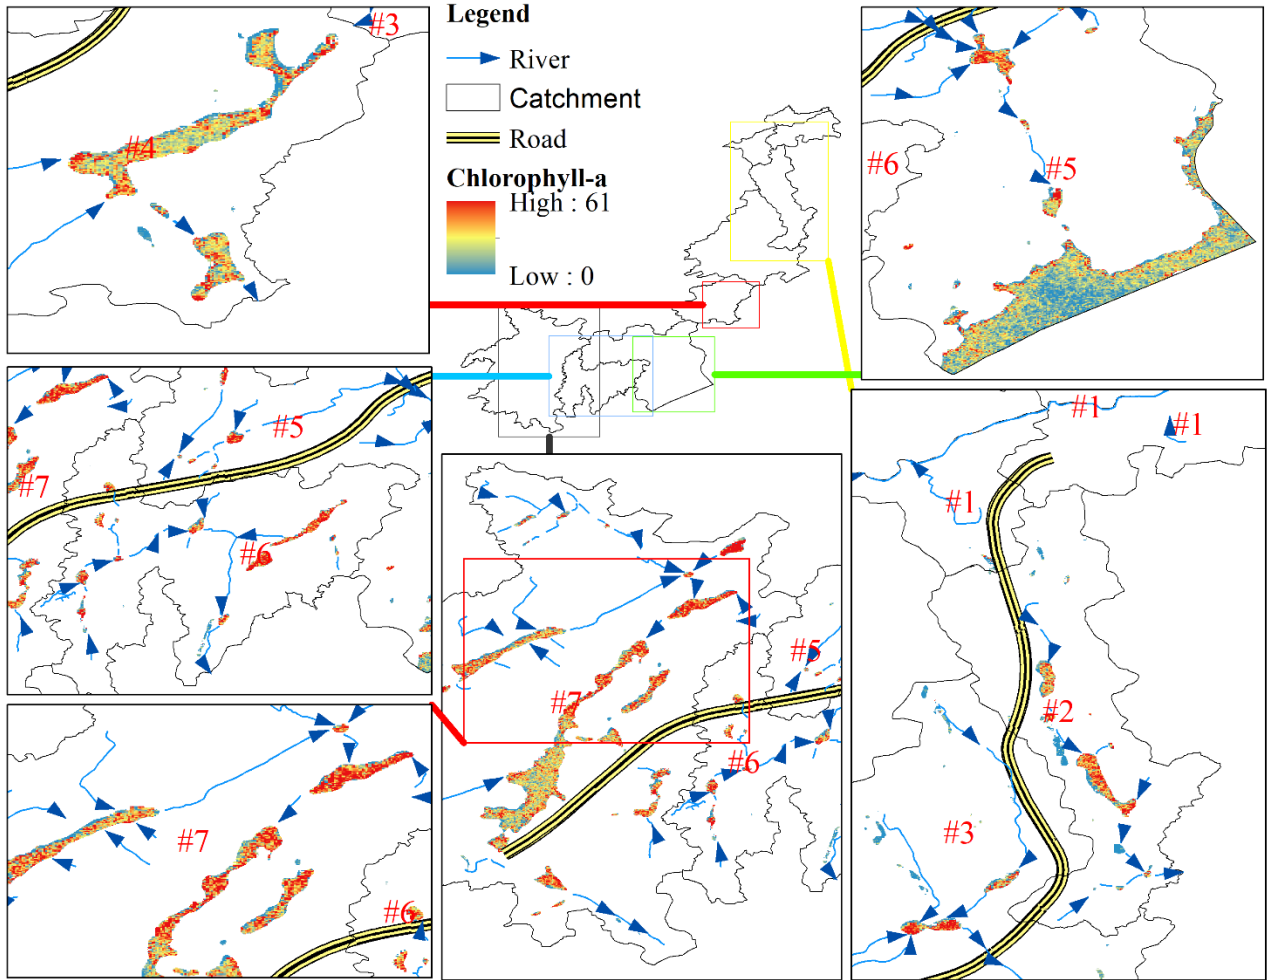 Legend
River
Catchment
Road
Chlorophyll-a
High : 61
Low : 0
#3
#4
#6
#5
#5
#7
#6
#1
#1
#1
#2
#3
#5
#7
#6
#7
#6